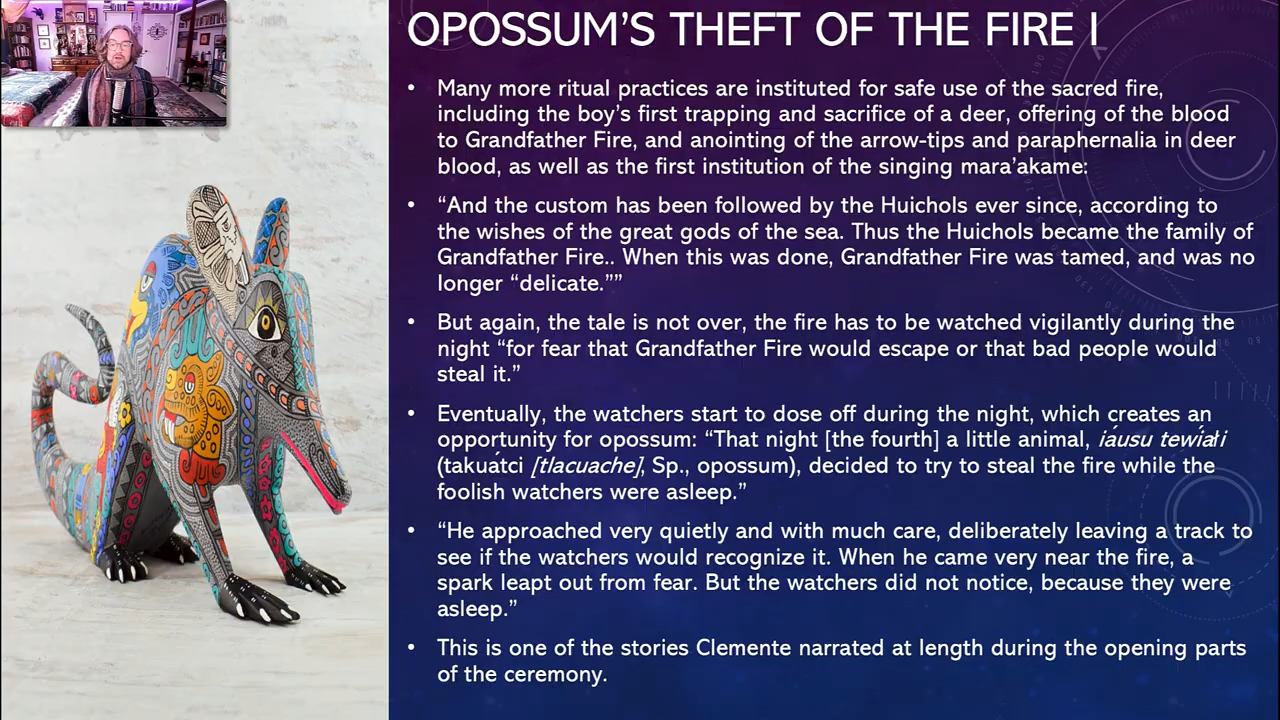 OPOSSUM'S THEFT OF THE FIRE I
• Many more ritual practices are instituted for safe use of the sacred fire,
including the boy's first trapping and sacrifice of a deer, offering of the blood
to Grandfather Fire, and anointing of the arrow-tips and paraphernalia in deer
blood, as well as the first institution of the singing mara'akame:
• “And the custom has been followed by the Huichols ever since, according to
the wishes of the great gods of the sea. Thus the Huichols became the family of
Grandfather Fire.. When this was done, Grandfather Fire was tamed, and was no
longer “delicate.””
• But again, the tale is not over, the fire has to be watched vigilantly during the
night “for fear that Grandfather Fire would escape or that bad people would
steal it.”
• Eventually, the watchers start to dose off during the night, which creates an
opportunity for opossum: “That night [the fourth] a little animal, iáusu tewíałi
(takuátci [tlacuache], Sp., opossum), decided to try to steal the fire while the
foolish watchers were asleep.”
• “He approached very quietly and with much care, deliberately leaving a track to
see if the watchers would recognize it. When he came very near the fire, a
spark leapt out from fear. But the watchers did not notice, because they were
asleep.”
• This is one of the stories Clemente narrated at length during the opening parts
of the ceremony.